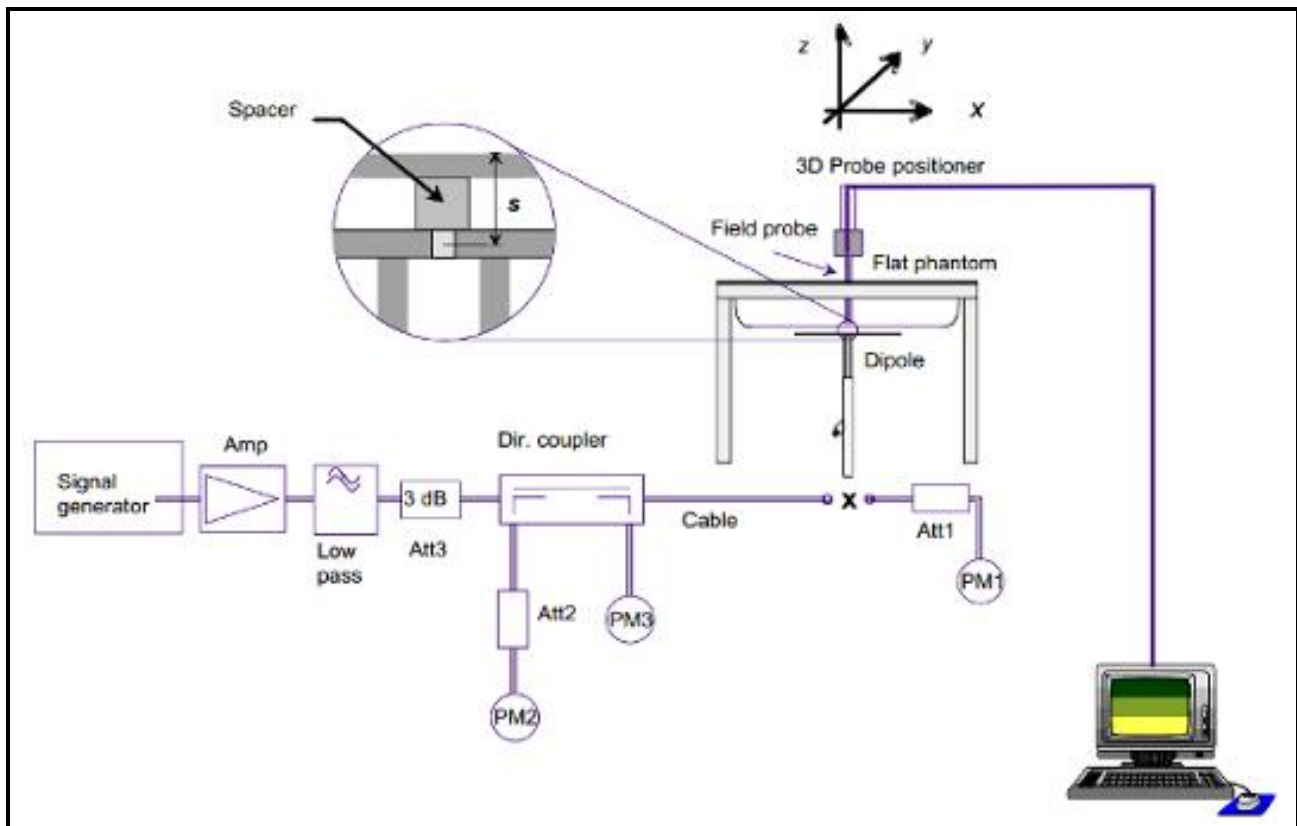 z
y
x
Spacer
s
3D Probe positioner
Field probe
Flat phantom
Dipole
Dir. coupler
Amp
Signal
generator
3 dB
Cable
x
Att1
Low
pass
Att3
PM1
Att2
PM3
PM2